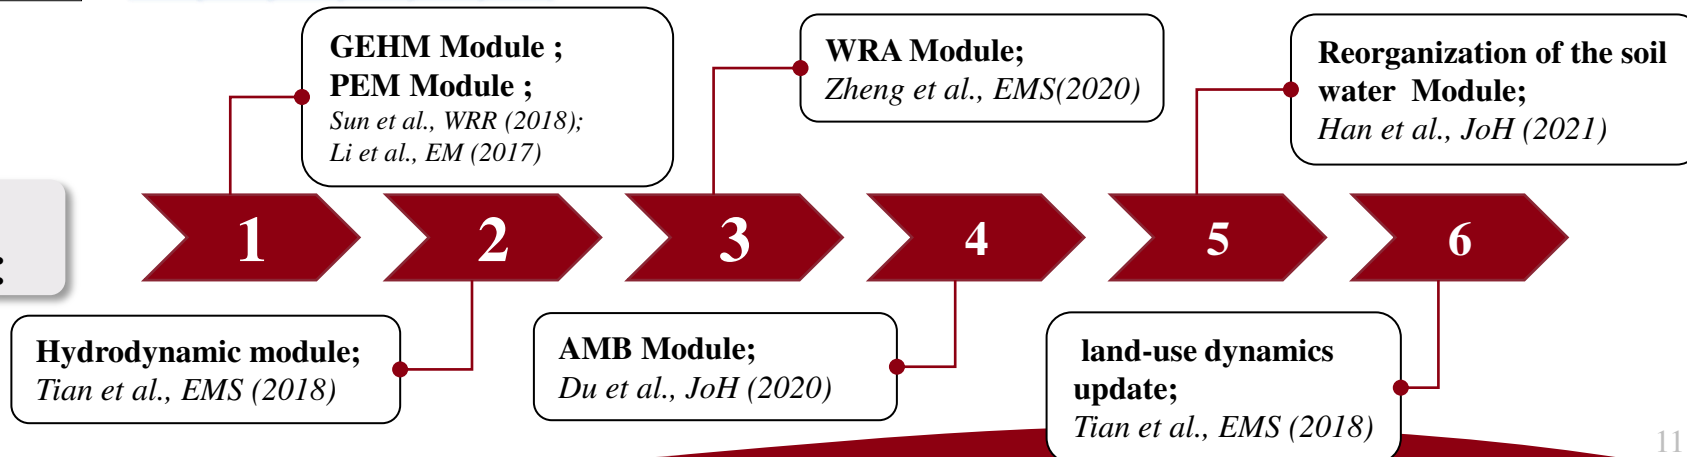 GEHM Module ;
PEM Module ;
Sun et al., WRR (2018);
Li et al., EM (2017)
WRA Module;
Zheng et al., EMS(2020)
Reorganization of the soil
water Module;
Han et al., JoH (2021)
:
1
2
3
4
5
6
Hydrodynamic module;
Tian et al., EMS (2018)
AMB Module;
Du et al., JoH (2020)
land-use dynamics
update;
Tian et al., EMS (2018)
11